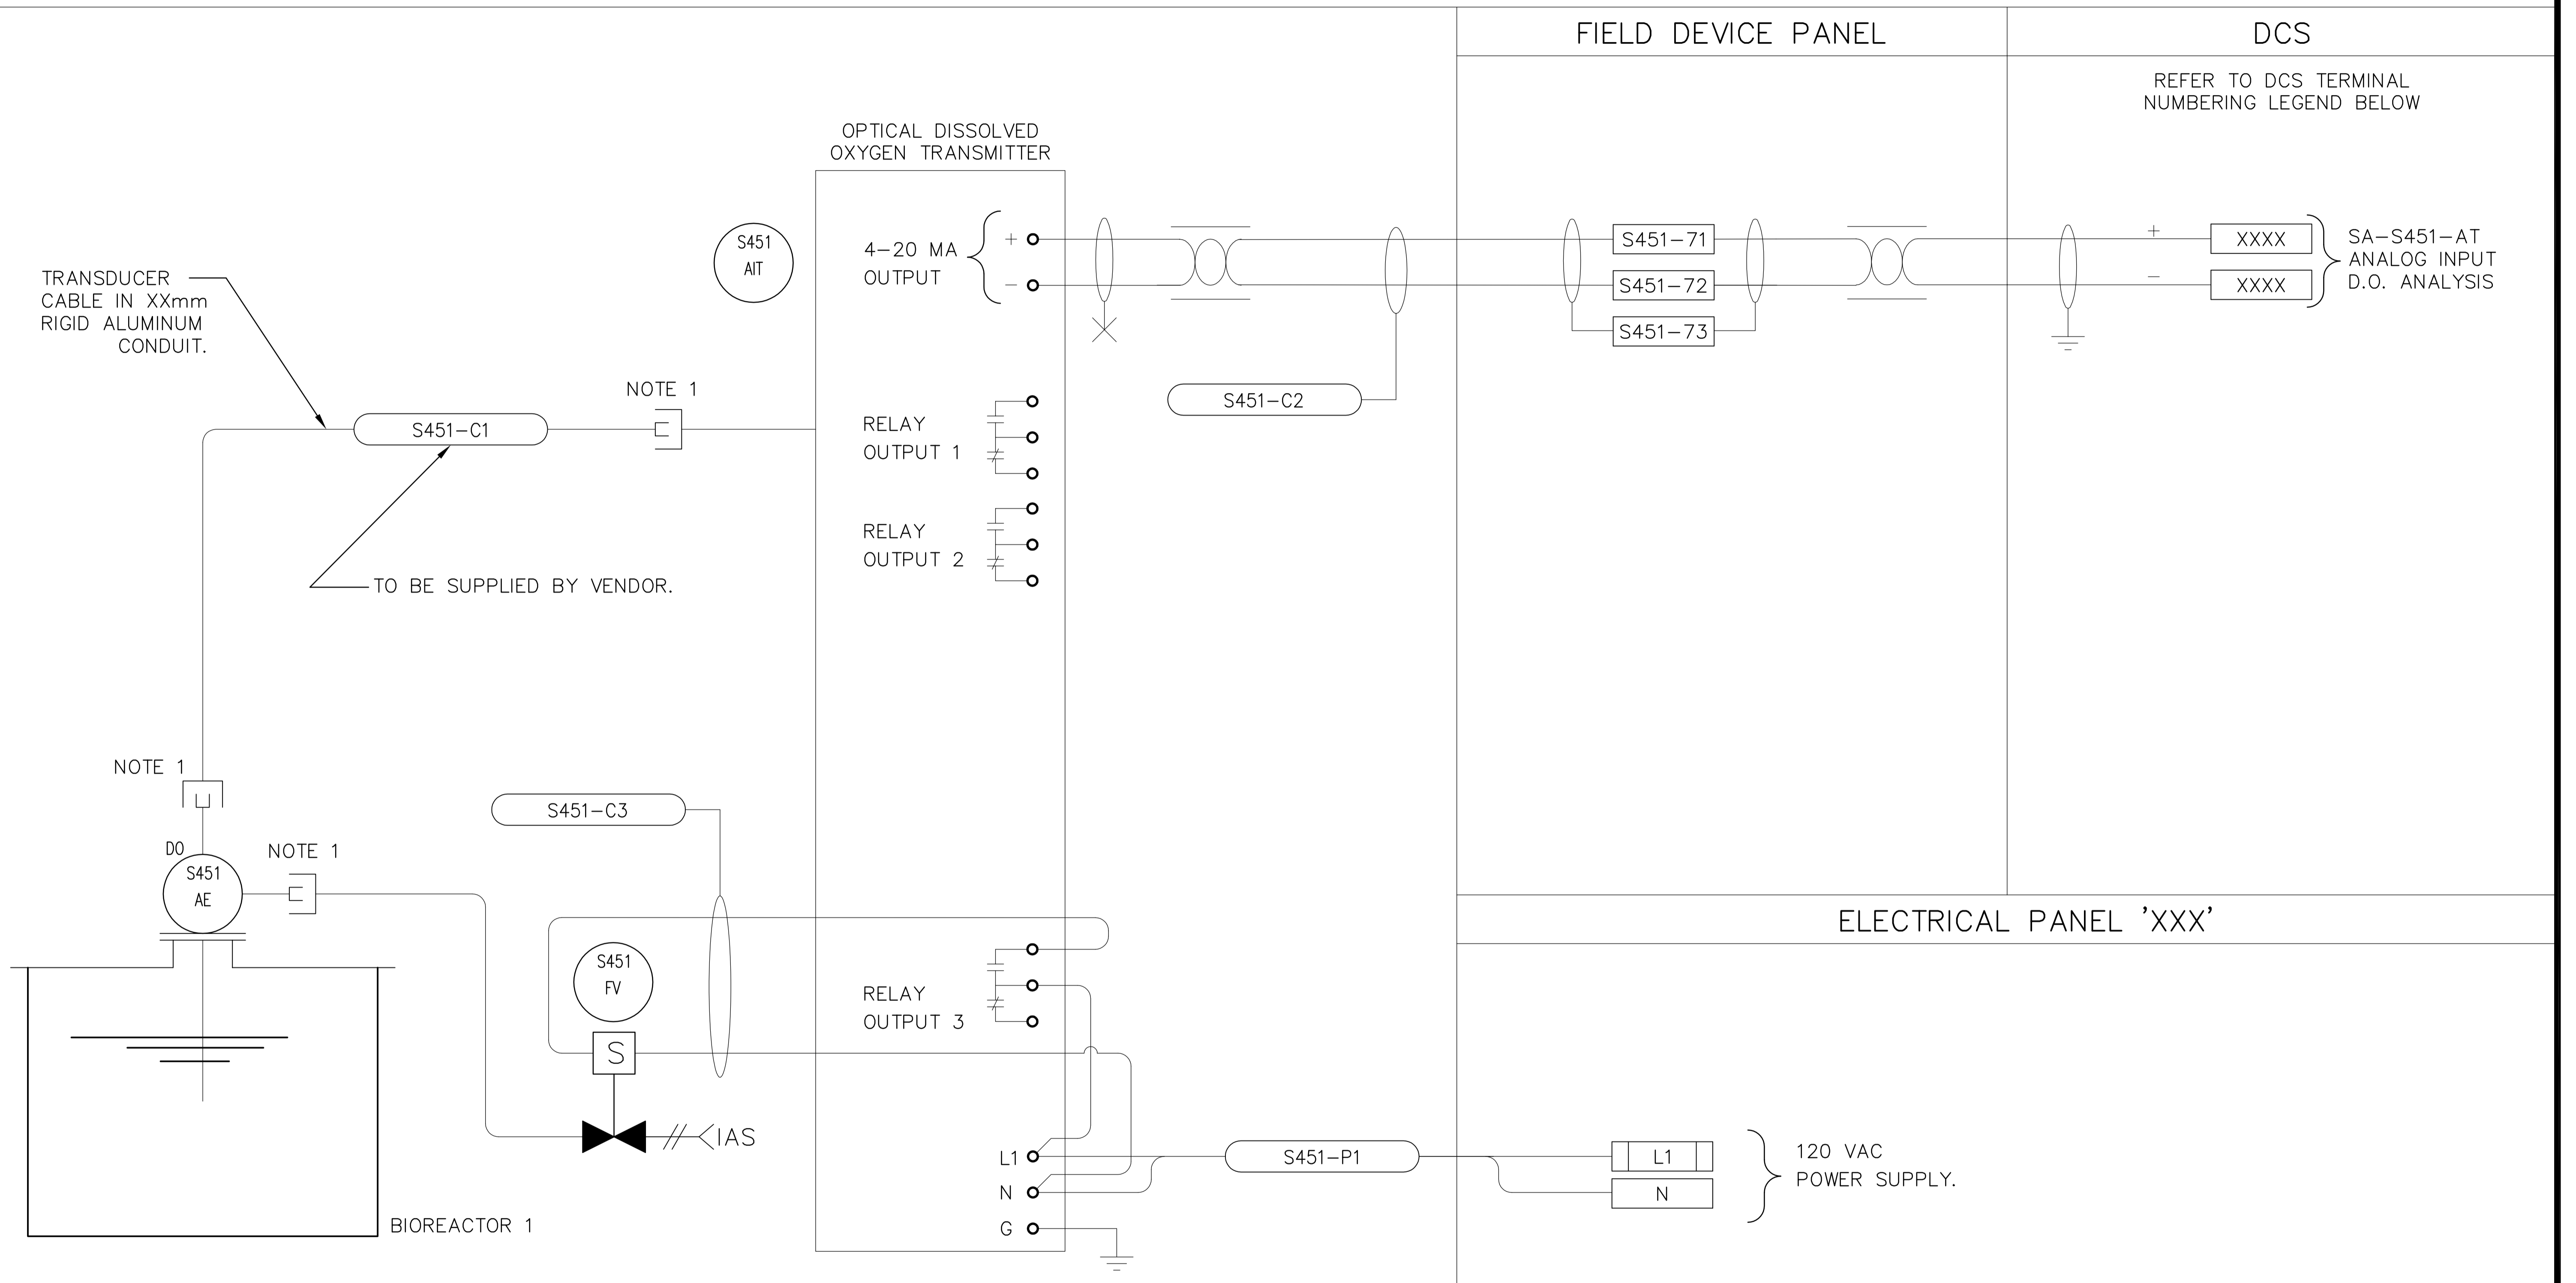 FIELD DEVICE PANEL
DCS
REFER TO DCS TERMINAL
NUMBERING LEGEND BELOW
OPTICAL DISSOLVED
OXYGEN TRANSMITTER
S451
AIT
4-20 MA
OUTPUT
+
-
S451-71
S451-72
S451-73
+
-
XXXX
XXXX
SA-S451-AT
ANALOG INPUT
D.O. ANALYSIS
TRANSDUCER
CABLE IN XXmm
RIGID ALUMINUM
CONDUIT.
S451-C1
NOTE 1
S451-C2
RELAY
OUTPUT 1
RELAY
OUTPUT 2
TO BE SUPPLIED BY VENDOR.
NOTE 1
S451-C3
DO
S451
AE
NOTE 1
ELECTRICAL PANEL 'XXX'
S451
FV
S
RELAY
OUTPUT 3
IAS
L1
N
G
S451-P1
L1
N
120 VAC
POWER SUPPLY.
BIOREACTOR 1